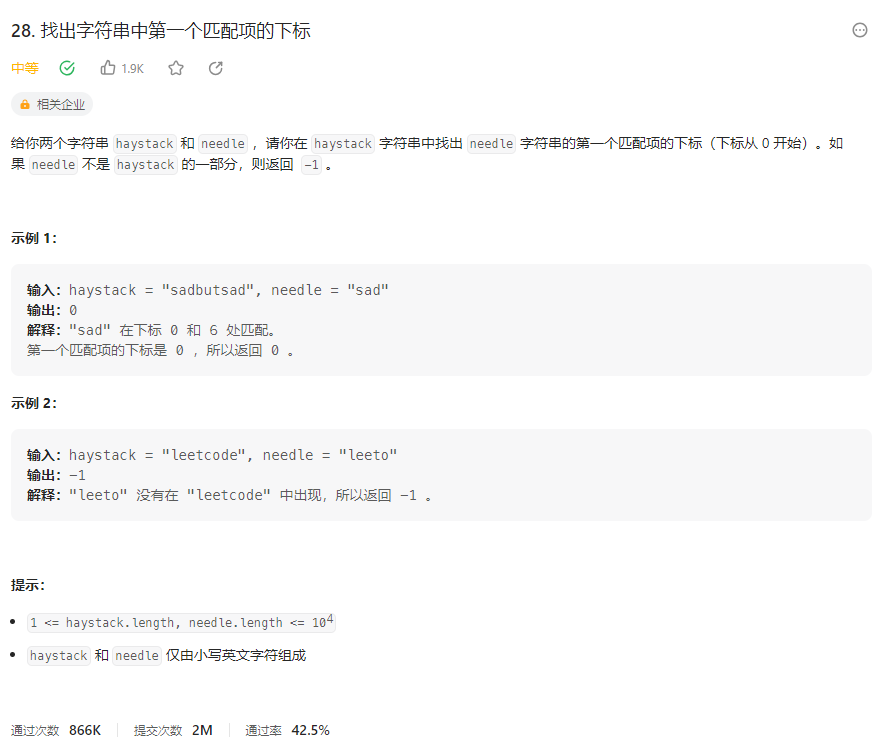 28. 找出字符串中第一个匹配项的下标
中等 1.9K
相关企业
给你两个字符串 haystack 和 needle ，请你在 haystack 字符串中找出 needle 字符串的第一个匹配项的下标（下标从 0 开始）。如
果 needle 不是 haystack 的一部分，则返回 -1 。
示例 1：
输入：haystack = "sadbutsad", needle = "sad"
输出：0
解释："sad" 在下标 0 和 6 处匹配。
第一个匹配项的下标是 0 ，所以返回 0 。
示例 2：
输入：haystack = "leetcode", needle = "leeto"
输出：-1
解释："leeto" 没有在 "leetcode" 中出现，所以返回 -1 。
提示：
1 <= haystack.length, needle.length <= 10⁴
haystack 和 needle 仅由小写英文字符组成
通过次数 866K 提交次数 2M 通过率 42.5%